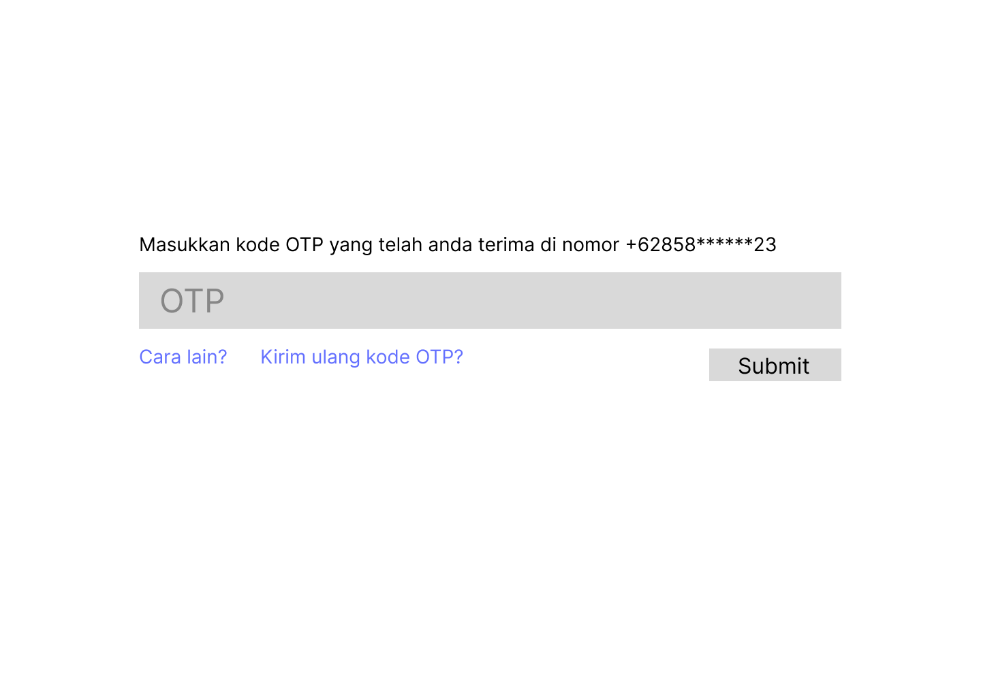 Masukkan kode OTP yang telah anda terima di nomor +62858******23
OTP
Cara lain? Kirim ulang kode OTP?
Submit